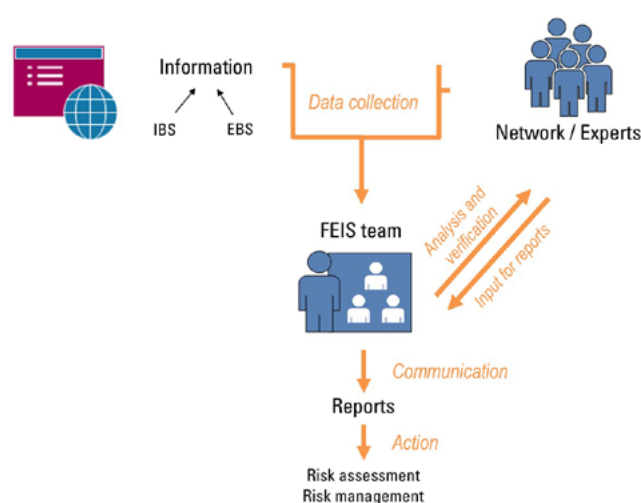 Information
IBS
EBS
Data collection
Network / Experts
FEIS team
Analysis and
verification
Input for reports
Communication
Reports
Action
Risk assessment
Risk management